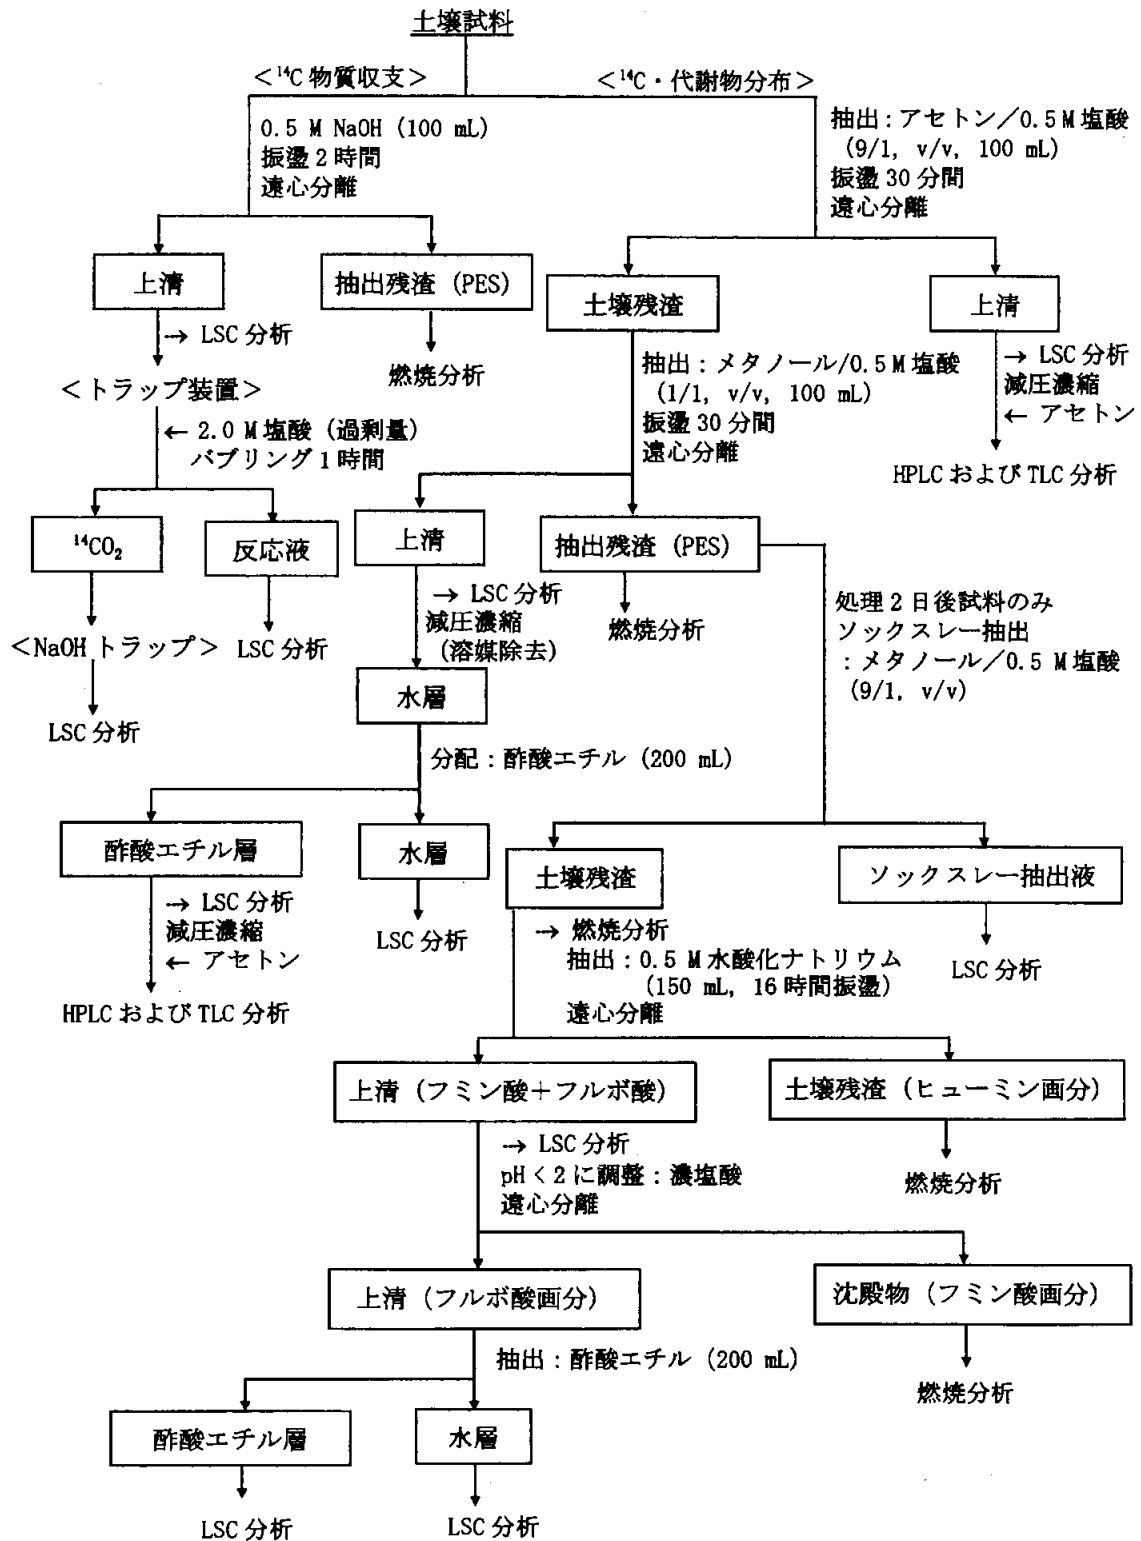 土壌試料
＜¹⁴C 物質収支＞
＜¹⁴C・代謝物分布＞
0.5 M NaOH (100 mL)
振盪 2 時間
遠心分離
抽出：アセトン／0.5 M 塩酸
(9/1, v/v, 100 mL)
振盪 30 分間
遠心分離
上清
抽出残渣 (PES)
→ LSC 分析
燃焼分析
土壌残渣
上清
→ LSC 分析
減圧濃縮
← アセトン
HPLC および TLC 分析
＜トラップ装置＞
← 2.0 M 塩酸 (過剰量)
バブリング 1 時間
抽出：メタノール/0.5 M 塩酸
(1/1, v/v, 100 mL)
振盪 30 分間
遠心分離
¹⁴CO₂
反応液
＜NaOH トラップ＞
LSC 分析
LSC 分析
上清
抽出残渣 (PES)
→ LSC 分析
減圧濃縮
(溶媒除去)
燃焼分析
処理 2 日後試料のみ
ソックスレー抽出
：メタノール／0.5 M 塩酸
(9/1, v/v)
水層
分配：酢酸エチル (200 mL)
酢酸エチル層
水層
→ LSC 分析
減圧濃縮
← アセトン
HPLC および TLC 分析
LSC 分析
土壌残渣
ソックスレー抽出液
LSC 分析
→ 燃焼分析
抽出：0.5 M 水酸化ナトリウム
(150 mL, 16 時間振盪)
遠心分離
上清 (フミン酸＋フルボ酸)
土壌残渣 (ヒューミン画分)
→ LSC 分析
pH < 2 に調整：濃塩酸
遠心分離
燃焼分析
上清 (フルボ酸画分)
沈殿物 (フミン酸画分)
抽出：酢酸エチル (200 mL)
燃焼分析
酢酸エチル層
水層
LSC 分析
LSC 分析